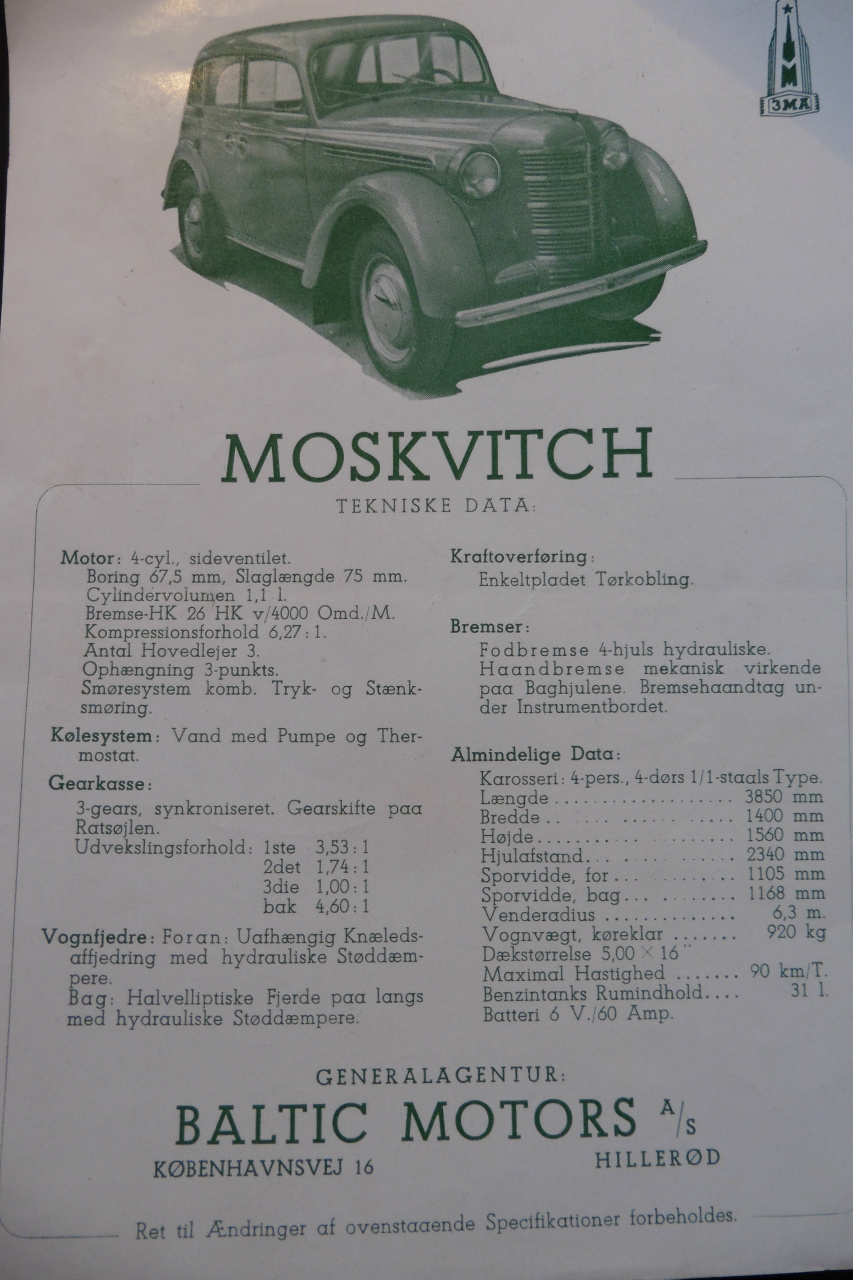 ЗМА
MOSKVITCH
TEKNISKE DATA:
Motor: 4-cyl., sideventilet.
Boring 67,5 mm, Slaglængde 75 mm.
Cylindervolumen 1,1 l.
Bremse-HK 26 HK v/4000 Omd./M.
Kompressionsforhold 6,27:1.
Antal Hovedlejer 3.
Ophængning 3-punkts.
Smøresystem komb. Tryk- og Stænk-
smøring.
Kølesystem: Vand med Pumpe og Ther-
mostat.
Gearkasse:
3-gears, synkroniseret. Gearskifte paa
Ratsøjlen.
Udvekslingsforhold: 1ste 3,53:1
2det 1,74:1
3die 1,00:1
bak 4,60:1
Vognfjedre: Foran: Uafhængig Knæleds-
affjedring med hydrauliske Støddæm-
pere.
Bag: Halvelliptiske Fjerde paa langs
med hydrauliske Støddæmpere.
Kraftoverføring:
Enkeltpladet Tørkobling.
Bremser:
Fodbremse 4-hjuls hydrauliske.
Haandbremse mekanisk virkende
paa Baghjulene. Bremsehaandtag un-
der Instrumentbordet.
Almindelige Data:
Karosseri: 4-pers., 4-dørs 1/1-staals Type.
Længde .................. 3850 mm
Bredde .................. 1400 mm
Højde.................... 1560 mm
Hjulafstand.............. 2340 mm
Sporvidde, for ........... 1105 mm
Sporvidde, bag........... 1168 mm
Venderadius .............. 6,3 m.
Vognvægt, køreklar ....... 920 kg
Dækstørrelse 5,00 × 16"
Maximal Hastighed ....... 90 km/T.
Benzintanks Rumindhold.... 31 l.
Batteri 6 V./60 Amp.
GENERALAGENTUR:
BALTIC MOTORS A/S
KØBENHAVNSVEJ 16 HILLERØD
Ret til Ændringer af ovenstaaende Specifikationer forbeholdes.